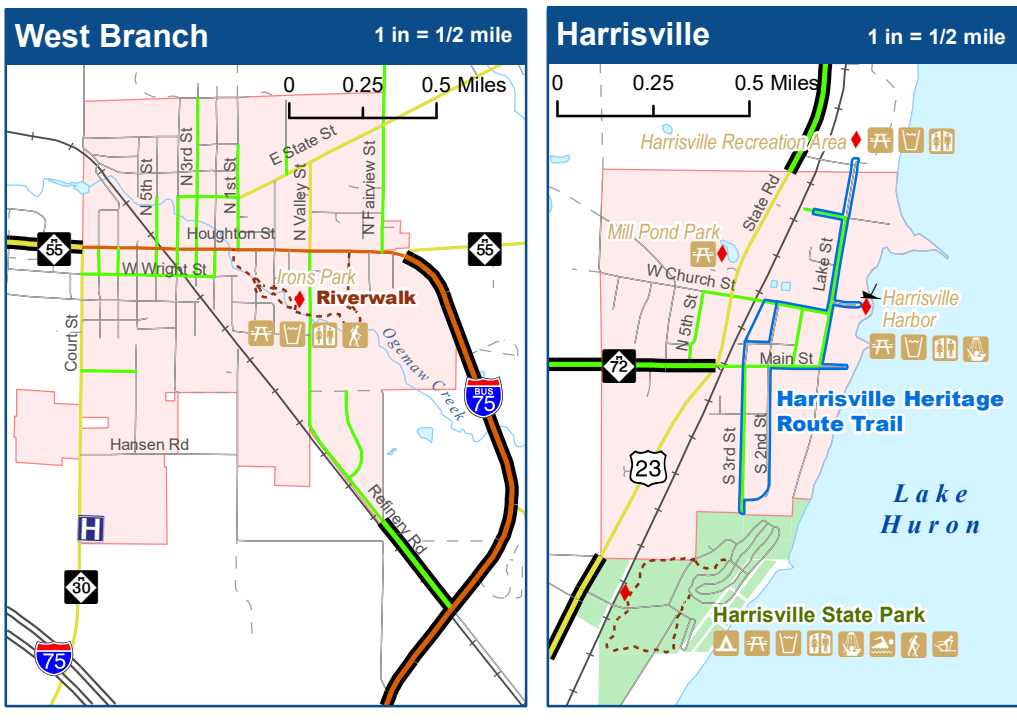 West Branch
1 in = 1/2 mile
0 0.25 0.5 Miles
N 5th St
N 3rd St
N 1st St
E State St
N Valley St
N Fairview St
Houghton St
M
55
M
55
W Wright St
Irons Park
Riverwalk
Court St
Ogemaw Creek
BUS
75
Hansen Rd
Refinery Rd
H
M
30
75
Harrisville
1 in = 1/2 mile
0 0.25 0.5 Miles
Harrisville Recreation Area
State Rd
Mill Pond Park
Lake St
W Church St
Harrisville
Harbor
N 5th St
Main St
M
72
Harrisville Heritage
Route Trail
S 3rd St
S 2nd St
23
Lake
Huron
Harrisville State Park